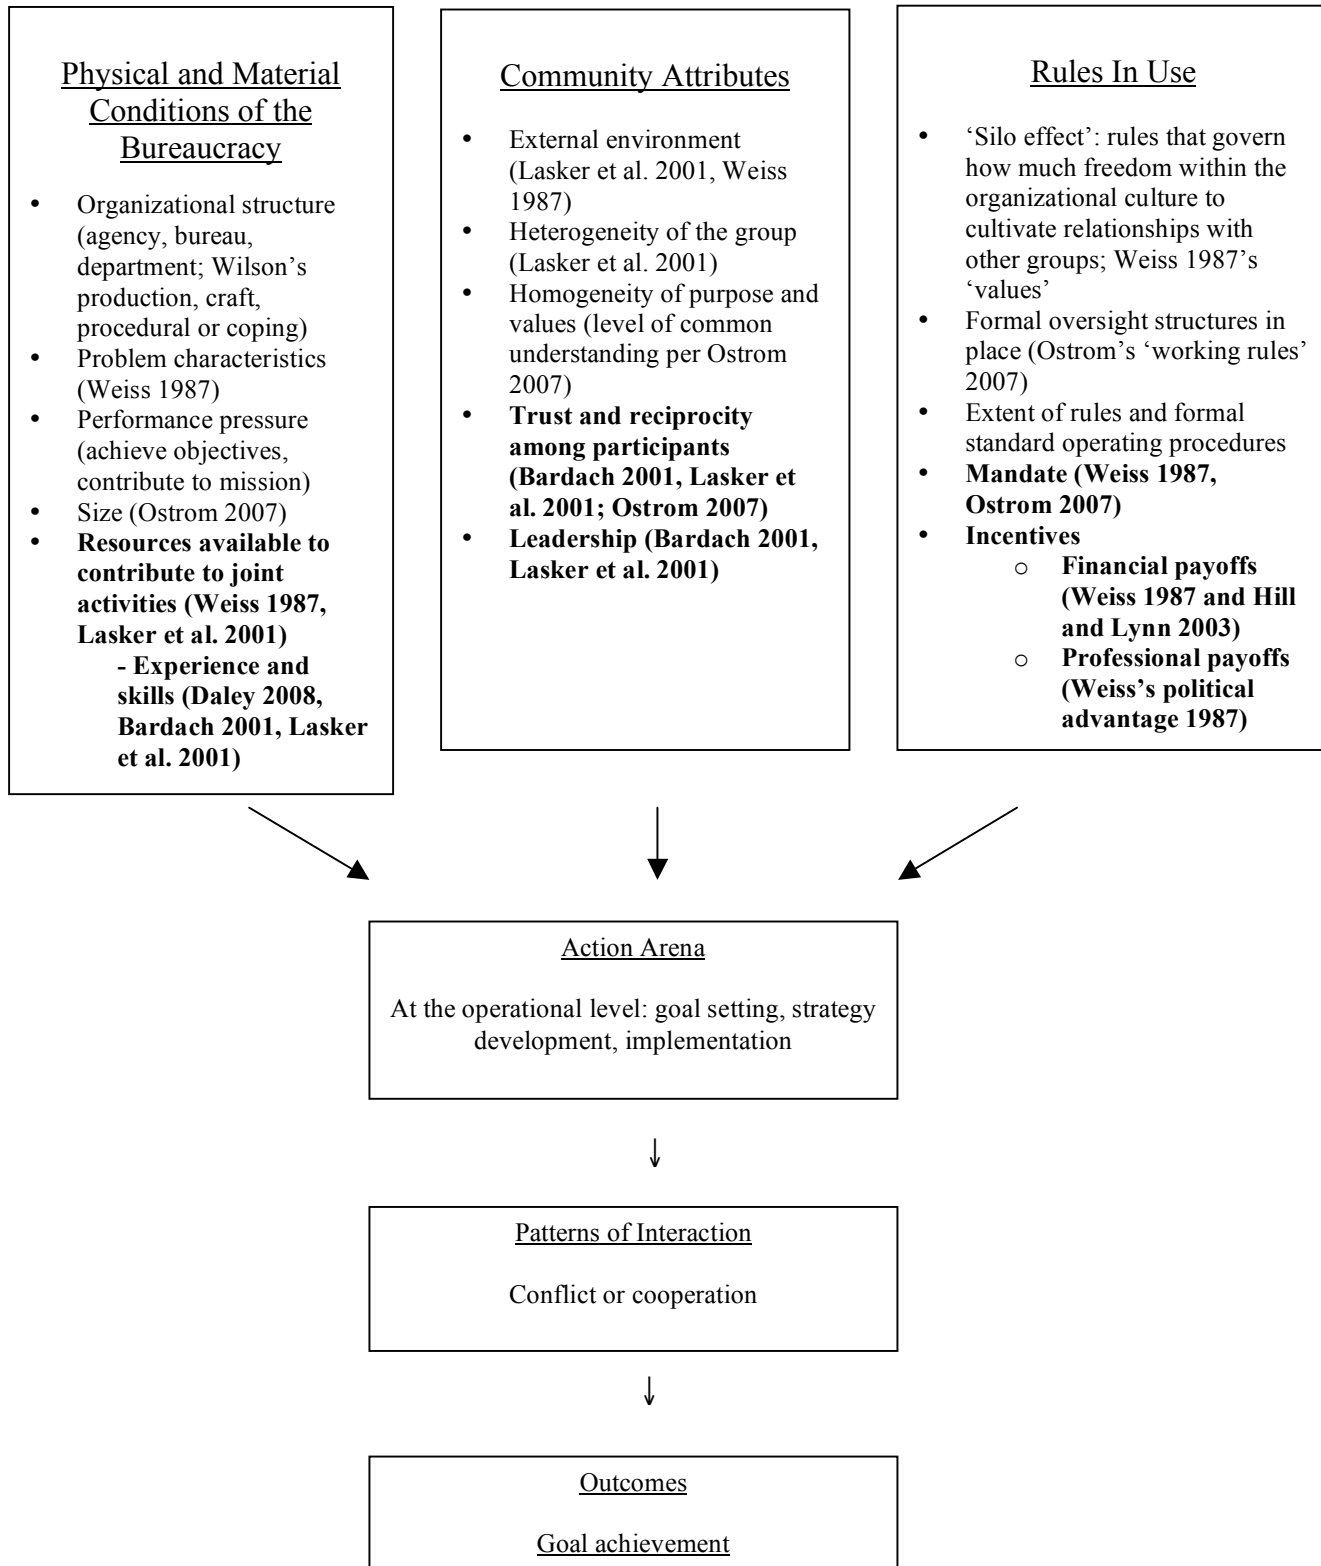 Physical and Material
Conditions of the
Bureaucracy
• Organizational structure
(agency, bureau,
department; Wilson’s
production, craft,
procedural or coping)
• Problem characteristics
(Weiss 1987)
• Performance pressure
(achieve objectives,
contribute to mission)
• Size (Ostrom 2007)
• Resources available to
contribute to joint
activities (Weiss 1987,
Lasker et al. 2001)
- Experience and
skills (Daley 2008,
Bardach 2001, Lasker
et al. 2001)
Community Attributes
• External environment
(Lasker et al. 2001, Weiss
1987)
• Heterogeneity of the group
(Lasker et al. 2001)
• Homogeneity of purpose and
values (level of common
understanding per Ostrom
2007)
• Trust and reciprocity
among participants
(Bardach 2001, Lasker et
al. 2001; Ostrom 2007)
• Leadership (Bardach 2001,
Lasker et al. 2001)
Rules In Use
• ‘Silo effect’: rules that govern
how much freedom within the
organizational culture to
cultivate relationships with
other groups; Weiss 1987’s
‘values’
• Formal oversight structures in
place (Ostrom’s ‘working rules’
2007)
• Extent of rules and formal
standard operating procedures
• Mandate (Weiss 1987,
Ostrom 2007)
• Incentives
o Financial payoffs
(Weiss 1987 and Hill
and Lynn 2003)
o Professional payoffs
(Weiss’s political
advantage 1987)
Action Arena
At the operational level: goal setting, strategy
development, implementation
Patterns of Interaction
Conflict or cooperation
Outcomes
Goal achievement